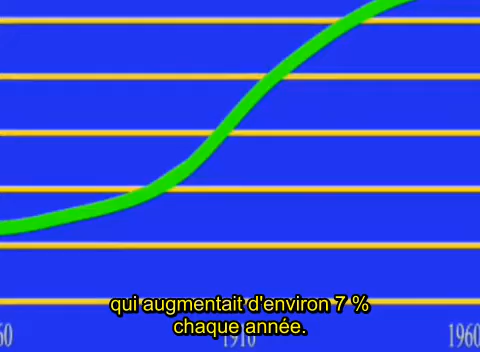 qui augmentait d'environ 7 %
chaque année.
1910
1960